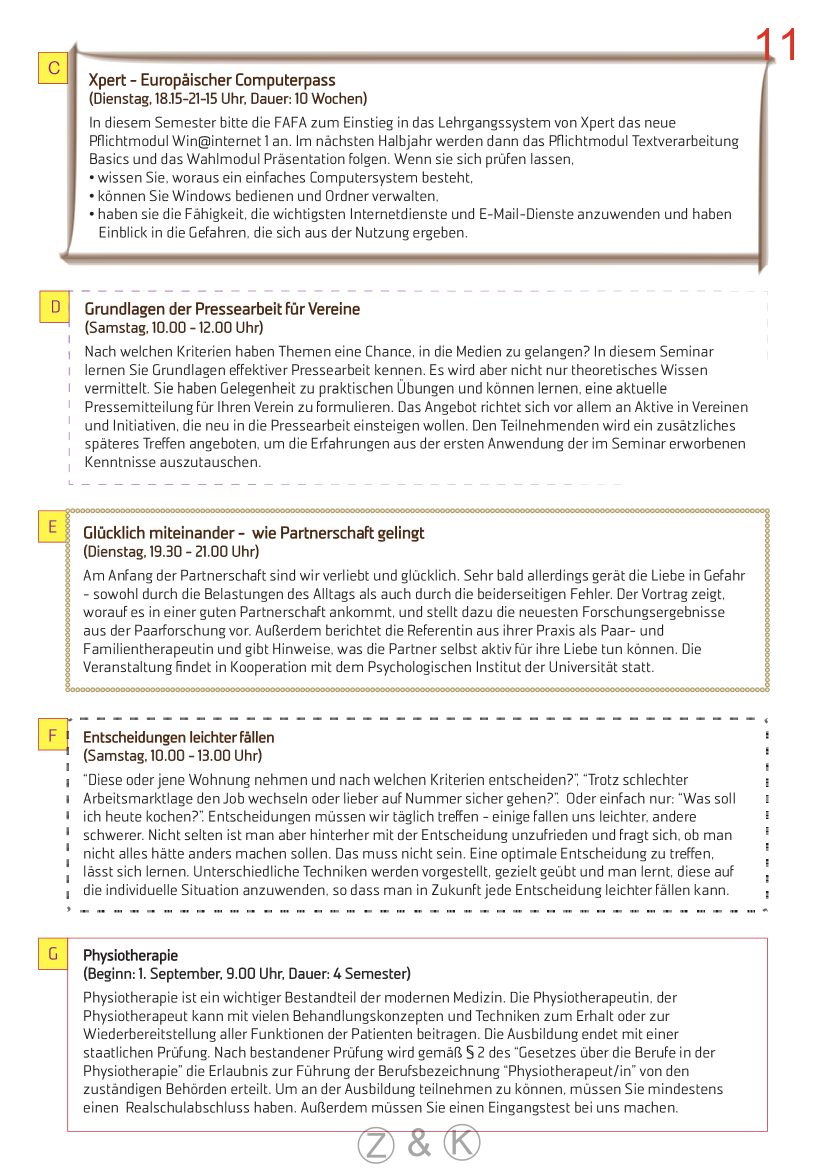 11
C
Xpert - Europäischer Computerpass
(Dienstag, 18.15-21-15 Uhr, Dauer: 10 Wochen)
In diesem Semester bitte die FAFA zum Einstieg in das Lehrgangssystem von Xpert das neue
Pflichtmodul Win@internet 1 an. Im nächsten Halbjahr werden dann das Pflichtmodul Textverarbeitung
Basics und das Wahlmodul Präsentation folgen. Wenn sie sich prüfen lassen,
• wissen Sie, woraus ein einfaches Computersystem besteht,
• können Sie Windows bedienen und Ordner verwalten,
• haben sie die Fähigkeit, die wichtigsten Internetdienste und E-Mail-Dienste anzuwenden und haben
Einblick in die Gefahren, die sich aus der Nutzung ergeben.
D
Grundlagen der Pressearbeit für Vereine
(Samstag, 10.00 - 12.00 Uhr)
Nach welchen Kriterien haben Themen eine Chance, in die Medien zu gelangen? In diesem Seminar
lernen Sie Grundlagen effektiver Pressearbeit kennen. Es wird aber nicht nur theoretisches Wissen
vermittelt. Sie haben Gelegenheit zu praktischen Übungen und können lernen, eine aktuelle
Pressemitteilung für Ihren Verein zu formulieren. Das Angebot richtet sich vor allem an Aktive in Vereinen
und Initiativen, die neu in die Pressearbeit einsteigen wollen. Den Teilnehmenden wird ein zusätzliches
späteres Treffen angeboten, um die Erfahrungen aus der ersten Anwendung der im Seminar erworbenen
Kenntnisse auszutauschen.
E
Glücklich miteinander - wie Partnerschaft gelingt
(Dienstag, 19.30 - 21.00 Uhr)
Am Anfang der Partnerschaft sind wir verliebt und glücklich. Sehr bald allerdings gerät die Liebe in Gefahr
- sowohl durch die Belastungen des Alltags als auch durch die beiderseitigen Fehler. Der Vortrag zeigt,
worauf es in einer guten Partnerschaft ankommt, und stellt dazu die neuesten Forschungsergebnisse
aus der Paarforschung vor. Außerdem berichtet die Referentin aus ihrer Praxis als Paar- und
Familientherapeutin und gibt Hinweise, was die Partner selbst aktiv für ihre Liebe tun können. Die
Veranstaltung findet in Kooperation mit dem Psychologischen Institut der Universität statt.
F
Entscheidungen leichter fällen
(Samstag, 10.00 - 13.00 Uhr)
“Diese oder jene Wohnung nehmen und nach welchen Kriterien entscheiden?”, “Trotz schlechter
Arbeitsmarktlage den Job wechseln oder lieber auf Nummer sicher gehen?”. Oder einfach nur: “Was soll
ich heute kochen?”. Entscheidungen müssen wir täglich treffen - einige fallen uns leichter, andere
schwerer. Nicht selten ist man aber hinterher mit der Entscheidung unzufrieden und fragt sich, ob man
nicht alles hätte anders machen sollen. Das muss nicht sein. Eine optimale Entscheidung zu treffen,
lässt sich lernen. Unterschiedliche Techniken werden vorgestellt, gezielt geübt und man lernt, diese auf
die individuelle Situation anzuwenden, so dass man in Zukunft jede Entscheidung leichter fällen kann.
G
Physiotherapie
(Beginn: 1. September, 9.00 Uhr, Dauer: 4 Semester)
Physiotherapie ist ein wichtiger Bestandteil der modernen Medizin. Die Physiotherapeutin, der
Physiotherapeut kann mit vielen Behandlungskonzepten und Techniken zum Erhalt oder zur
Wiederbereitstellung aller Funktionen der Patienten beitragen. Die Ausbildung endet mit einer
staatlichen Prüfung. Nach bestandener Prüfung wird gemäß § 2 des “Gesetzes über die Berufe in der
Physiotherapie” die Erlaubnis zur Führung der Berufsbezeichnung “Physiotherapeut/in” von den
zuständigen Behörden erteilt. Um an der Ausbildung teilnehmen zu können, müssen Sie mindestens
einen Realschulabschluss haben. Außerdem müssen Sie einen Eingangstest bei uns machen.
Z & K